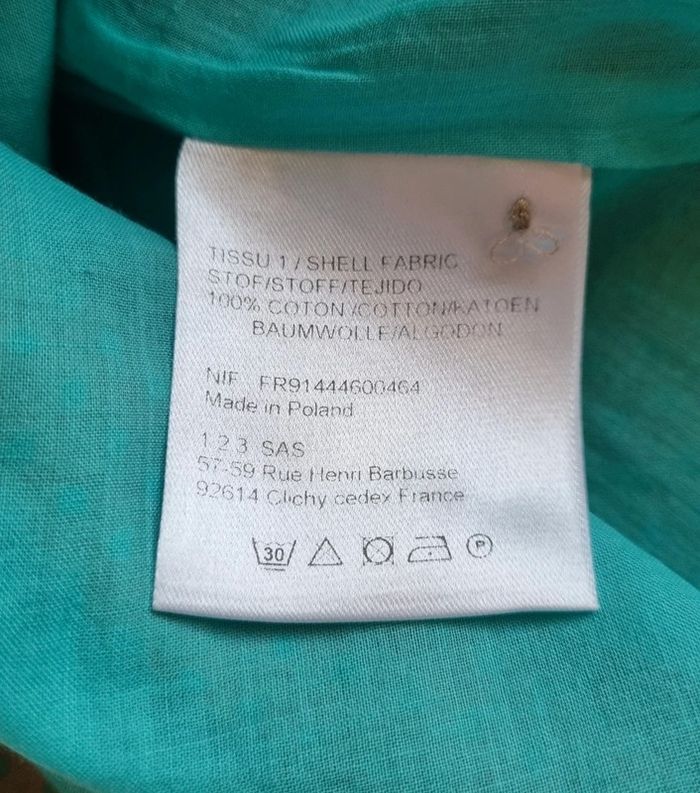 TISSU 1 / SHELL FABRIC
STOF/STOFF/TEJIDO
100% COTON /COTTON/KATOEN
BAUMWOLLE/ALGODON
NIF FR91444600464
Made in Poland
1 2 3 SAS
57-59 Rue Henri Barbusse
92614 Clichy cedex France
30
P